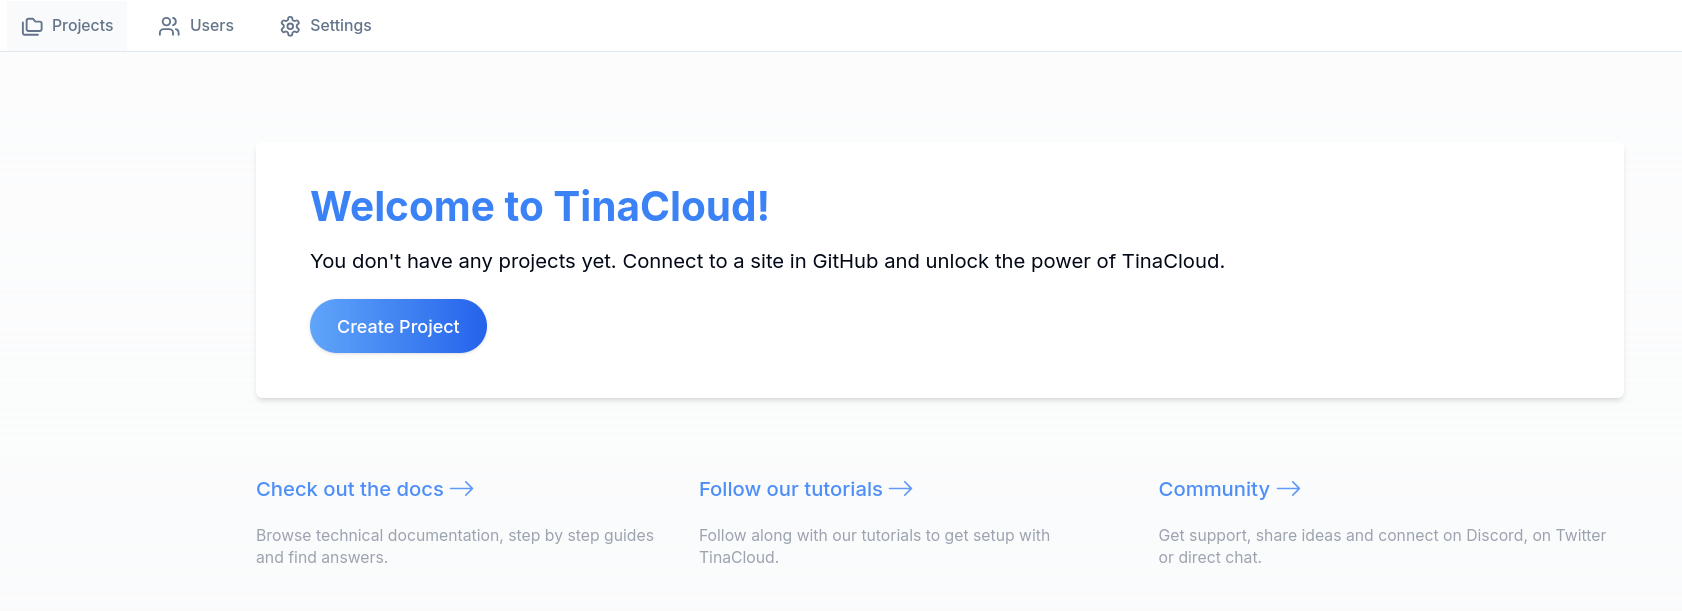 Projects Users Settings
Welcome to TinaCloud!
You don't have any projects yet. Connect to a site in GitHub and unlock the power of TinaCloud.
Create Project
Check out the docs
Browse technical documentation, step by step guides
and find answers.
Follow our tutorials
Follow along with our tutorials to get setup with
TinaCloud.
Community
Get support, share ideas and connect on Discord, on Twitter
or direct chat.